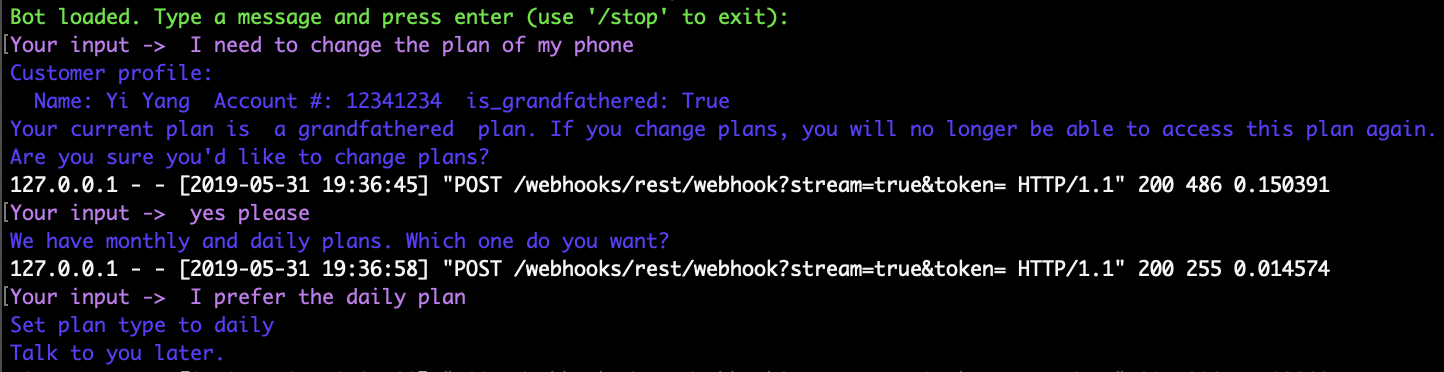 Bot loaded. Type a message and press enter (use '/stop' to exit):
Your input ->  I need to change the plan of my phone
Customer profile:
  Name: Yi Yang  Account #: 12341234  is_grandfathered: True
Your current plan is  a grandfathered  plan. If you change plans, you will no longer be able to access this plan again.
Are you sure you'd like to change plans?
127.0.0.1 - - [2019-05-31 19:36:45] "POST /webhooks/rest/webhook?stream=true&token= HTTP/1.1" 200 486 0.150391
Your input ->  yes please
We have monthly and daily plans. Which one do you want?
127.0.0.1 - - [2019-05-31 19:36:58] "POST /webhooks/rest/webhook?stream=true&token= HTTP/1.1" 200 255 0.014574
Your input ->  I prefer the daily plan
Set plan type to daily
Talk to you later.